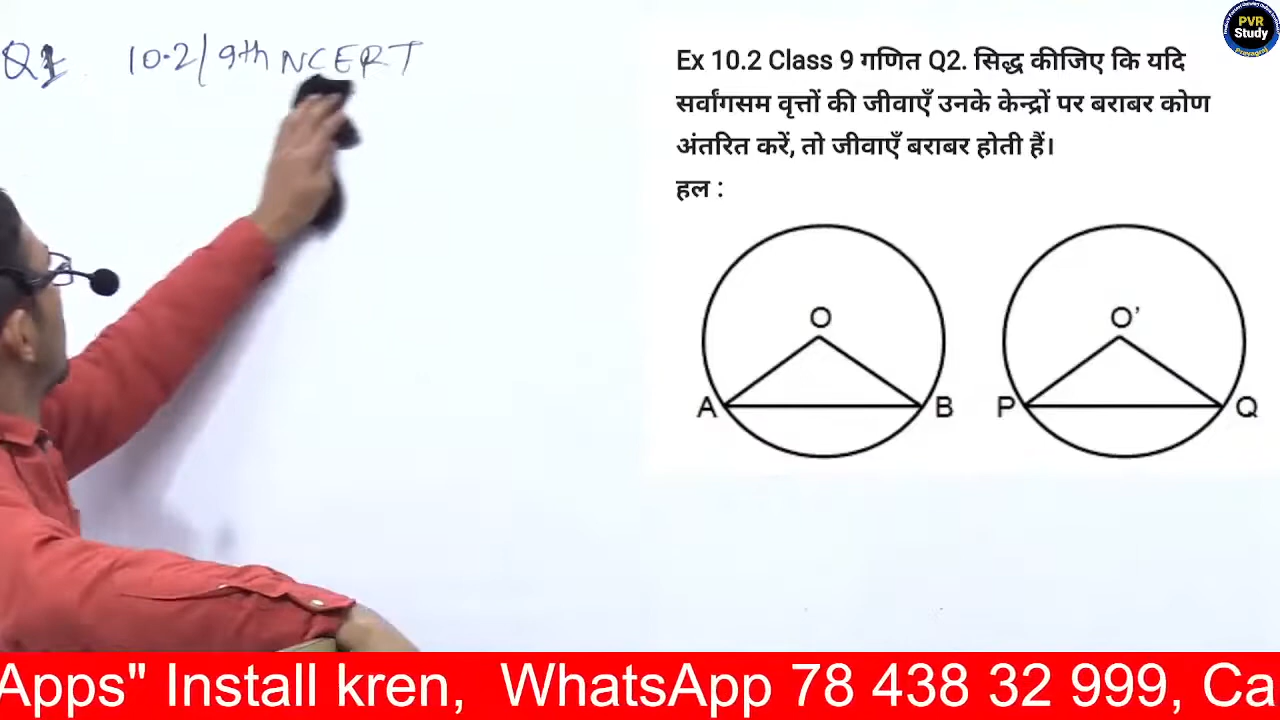 Q1 10.2/9th NCERT
PVR
Study
Prayagraj
Ex 10.2 Class 9 गणित Q2. सिद्ध कीजिए कि यदि
सर्वांगसम वृत्तों की जीवाएँ उनके केन्द्रों पर बराबर कोण
अंतरित करें, तो जीवाएँ बराबर होती हैं।
हल :
O
O'
A
B
P
Q
Apps" Install kren, WhatsApp 78 438 32 999, Ca